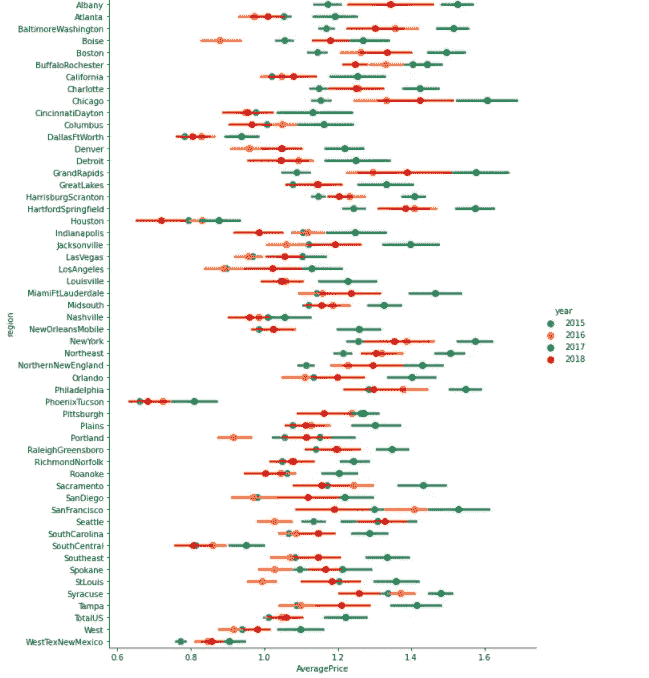 Albany
Atlanta
BaltimoreWashington
Boise
Boston
BuffaloRochester
California
Charlotte
Chicago
CincinnatiDayton
Columbus
DallasFtWorth
Denver
Detroit
GrandRapids
GreatLakes
HarrisburgScranton
HartfordSpringfield
Houston
Indianapolis
Jacksonville
LasVegas
LosAngeles
Louisville
MiamiFtLauderdale
Midsouth
Nashville
NewOrleansMobile
NewYork
Northeast
NorthernNewEngland
Orlando
Philadelphia
PhoenixTucson
Pittsburgh
Plains
Portland
RaleighGreensboro
RichmondNorfolk
Roanoke
Sacramento
SanDiego
SanFrancisco
Seattle
SouthCarolina
SouthCentral
Southeast
Spokane
StLouis
Syracuse
Tampa
TotalUS
West
WestTexNewMexico
region
0.6 0.8 1.0 1.2 1.4 1.6
AveragePrice
year
2015
2016
2017
2018